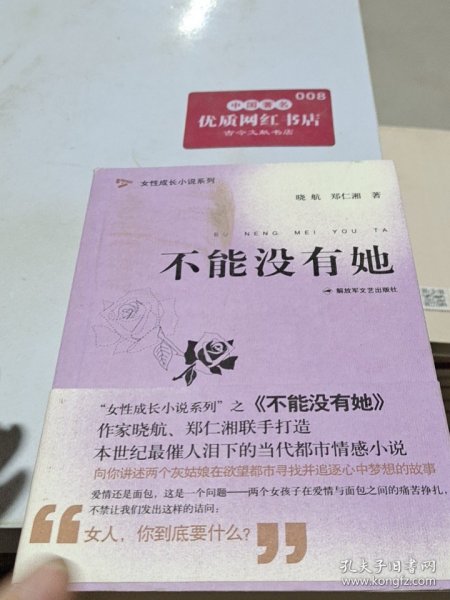 008
中国著名
优质网红书店
古今文献书店
女性成长小说系列
晓航 郑仁湘 著
BU NENG MEI YOU TA
不能没有她
解放军文艺出版社
“女性成长小说系列”之《不能没有她》
作家晓航、郑仁湘联手打造
本世纪最催人泪下的当代都市情感小说
向你讲述两个灰姑娘在欲望都市寻找并追逐心中梦想的故事
爱情还是面包，这是一个问题——两个女孩子在爱情与面包之间的痛苦挣扎，
不禁让我们发出这样的诘问：
“女人，你到底要什么？”
孔夫子旧书网
www.kongfz.com